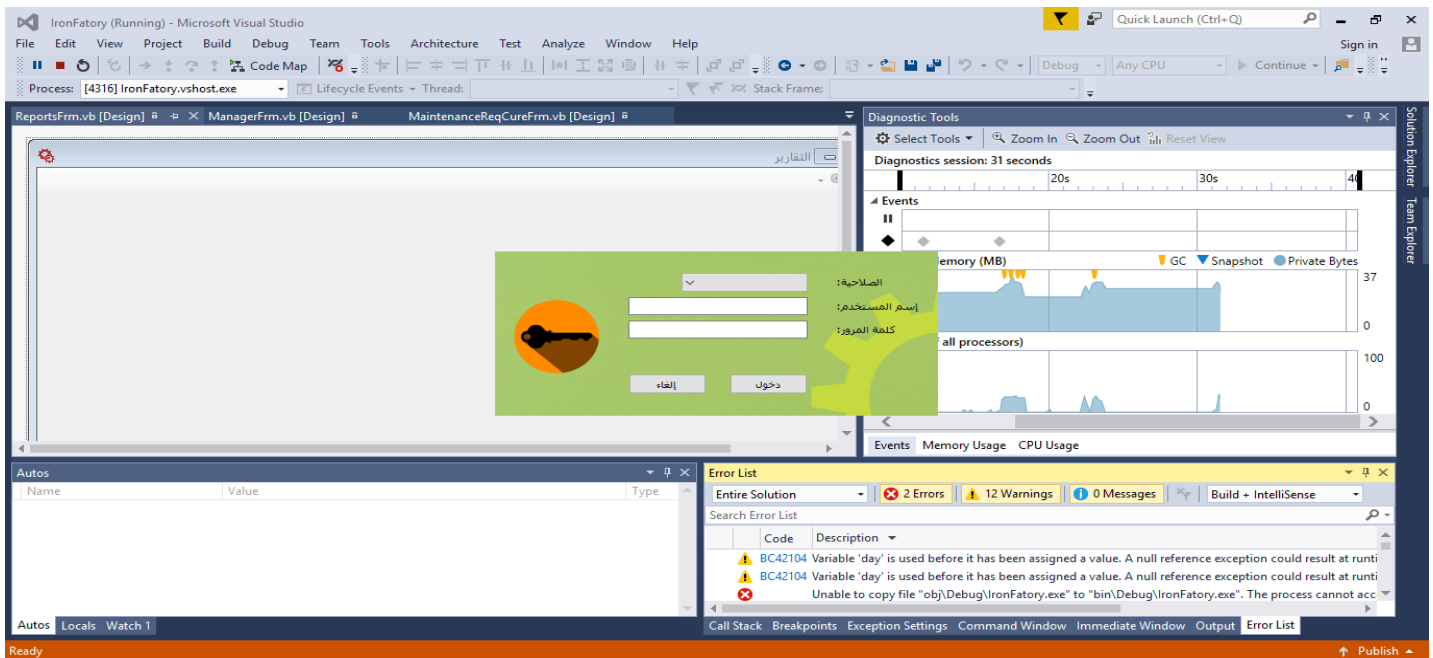 IronFatory (Running) - Microsoft Visual Studio
Quick Launch (Ctrl+Q)
File Edit View Project Build Debug Team Tools Architecture Test Analyze Window Help
Sign in
Code Map
Debug Any CPU Continue
Process: [4316] IronFatory.vshost.exe Lifecycle Events Thread: Stack Frame:
ReportsFrm.vb [Design] ManagerFrm.vb [Design] MaintenanceReqCureFrm.vb [Design]
التقارير
الصلاحية:
إسم المستخدم:
كلمة المرور:
دخول
إلغاء
Diagnostic Tools
Select Tools Zoom In Zoom Out Reset View
Diagnostics session: 31 seconds
20s 30s
Events
emory (MB) GC Snapshot Private Bytes
37
0
all processors)
100
0
Events Memory Usage CPU Usage
Solution Explorer
Team Explorer
Autos
Name Value Type
Autos Locals Watch 1
Error List
Entire Solution 2 Errors 12 Warnings 0 Messages Build + IntelliSense
Search Error List
Code Description
BC42104 Variable 'day' is used before it has been assigned a value. A null reference exception could result at runti
BC42104 Variable 'day' is used before it has been assigned a value. A null reference exception could result at runti
Unable to copy file "obj\Debug\IronFatory.exe" to "bin\Debug\IronFatory.exe". The process cannot acc
Call Stack Breakpoints Exception Settings Command Window Immediate Window Output Error List
Ready
Publish